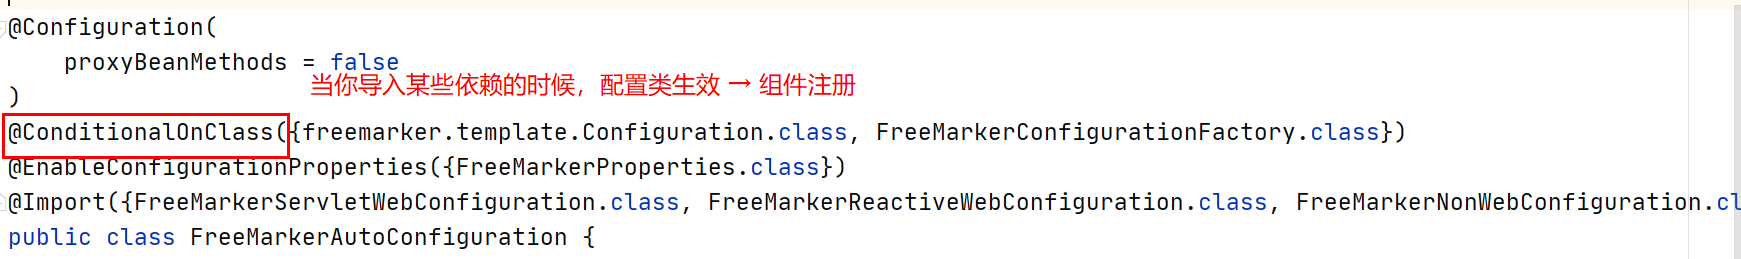 @Configuration(
proxyBeanMethods = false
当你导入某些依赖的时候，配置类生效 → 组件注册
)
@ConditionalOnClass({freemarker.template.Configuration.class, FreeMarkerConfigurationFactory.class})
@EnableConfigurationProperties({FreeMarkerProperties.class})
@Import({FreeMarkerServletWebConfiguration.class, FreeMarkerReactiveWebConfiguration.class, FreeMarkerNonWebConfiguration.cl
public class FreeMarkerAutoConfiguration {